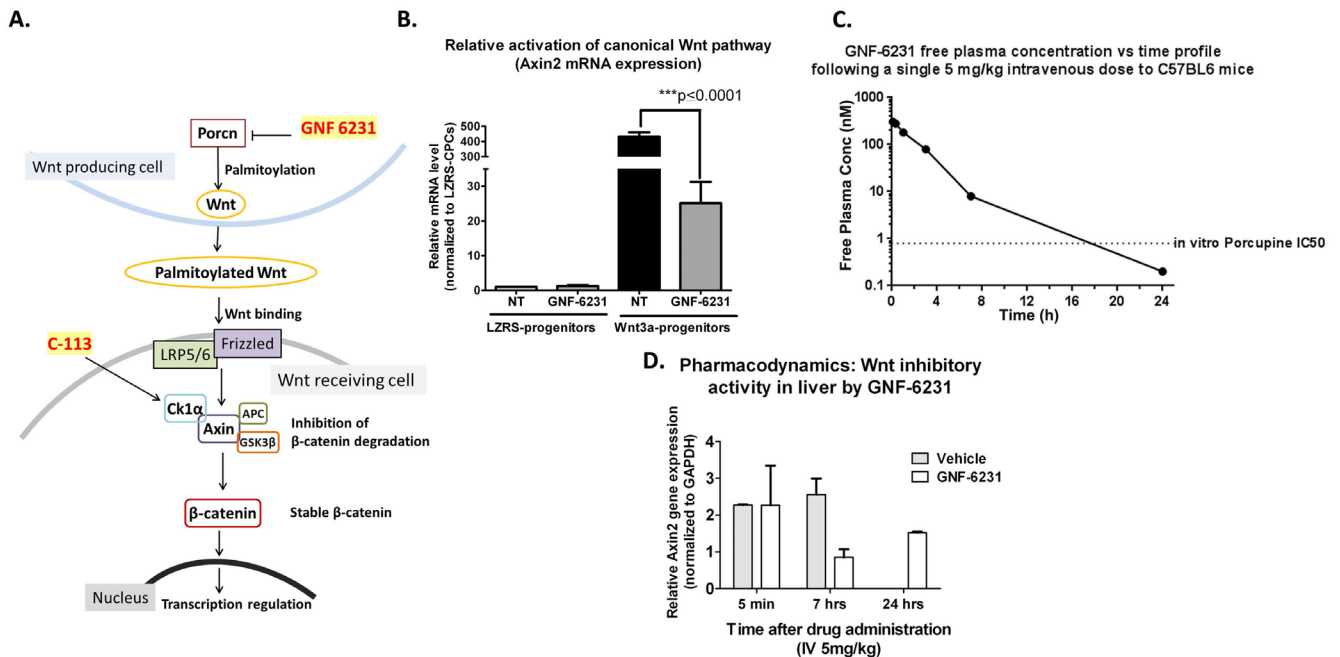 A.
Porcn
GNF 6231
Wnt producing cell
Palmitoylation
Wnt
Palmitoylated Wnt
Wnt binding
C-113
LRP5/6
Frizzled
Wnt receiving cell
Ck1α
APC
Axin
GSK3β
Inhibition of
β-catenin degradation
β-catenin
Stable β-catenin
Nucleus
Transcription regulation
B.
Relative activation of canonical Wnt pathway
(Axin2 mRNA expression)
***p≤0.0001
Relative mRNA level
(normalized to LZRS-CPCs)
500
400
300
30
20
10
0
NT
GNF-6231
NT
GNF-6231
LZRS-progenitors
Wnt3a-progenitors
C.
GNF-6231 free plasma concentration vs time profile
following a single 5 mg/kg intravenous dose to C57BL6 mice
Free Plasma Conc (nM)
1000
100
10
1
0.1
in vitro Porcupine IC50
0
4
8
12
16
20
24
Time (h)
D.
Pharmacodynamics: Wnt inhibitory
activity in liver by GNF-6231
Relative Axin2 gene expression
(normalized to GAPDH)
4
3
2
1
0
Vehicle
GNF-6231
5 min
7 hrs
24 hrs
Time after drug administration
(IV 5mg/kg)